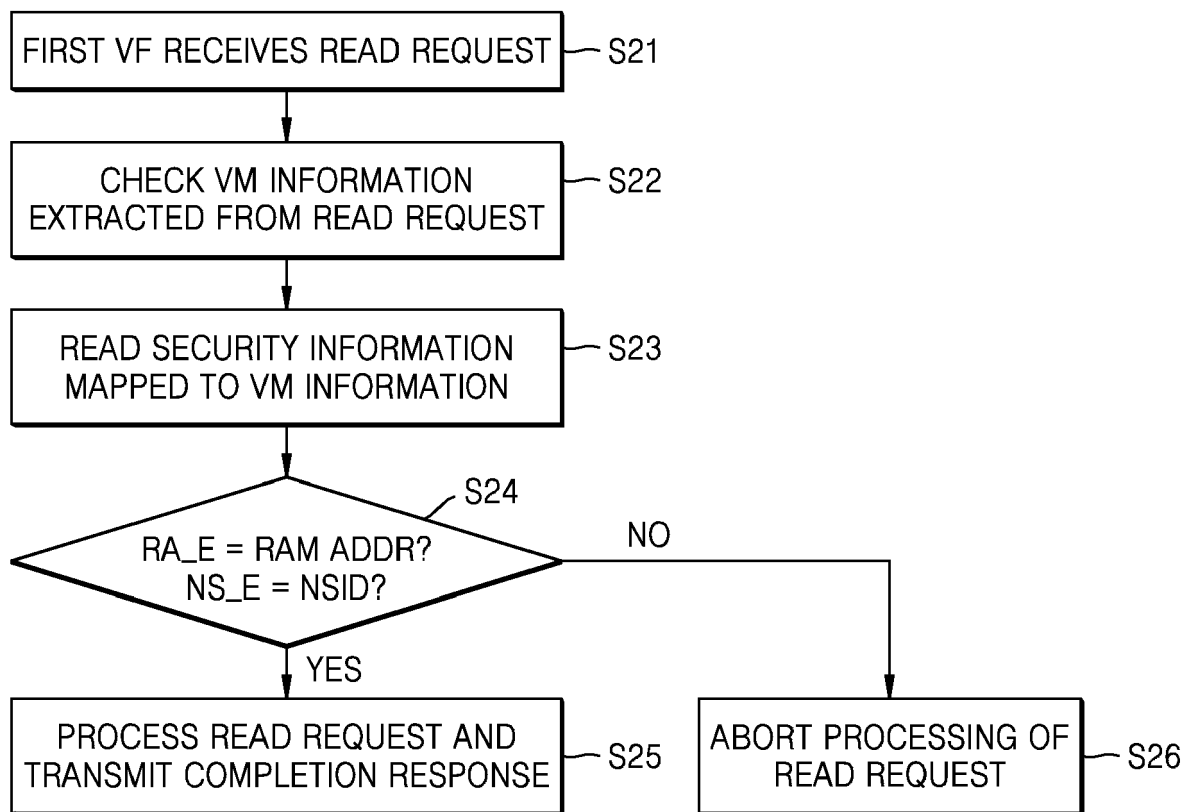 FIRST VF RECEIVES READ REQUEST
S21
CHECK VM INFORMATION
EXTRACTED FROM READ REQUEST
S22
READ SECURITY INFORMATION
MAPPED TO VM INFORMATION
S23
S24
RA_E = RAM ADDR?
NS_E = NSID?
NO
YES
PROCESS READ REQUEST AND
TRANSMIT COMPLETION RESPONSE
S25
ABORT PROCESSING OF
READ REQUEST
S26